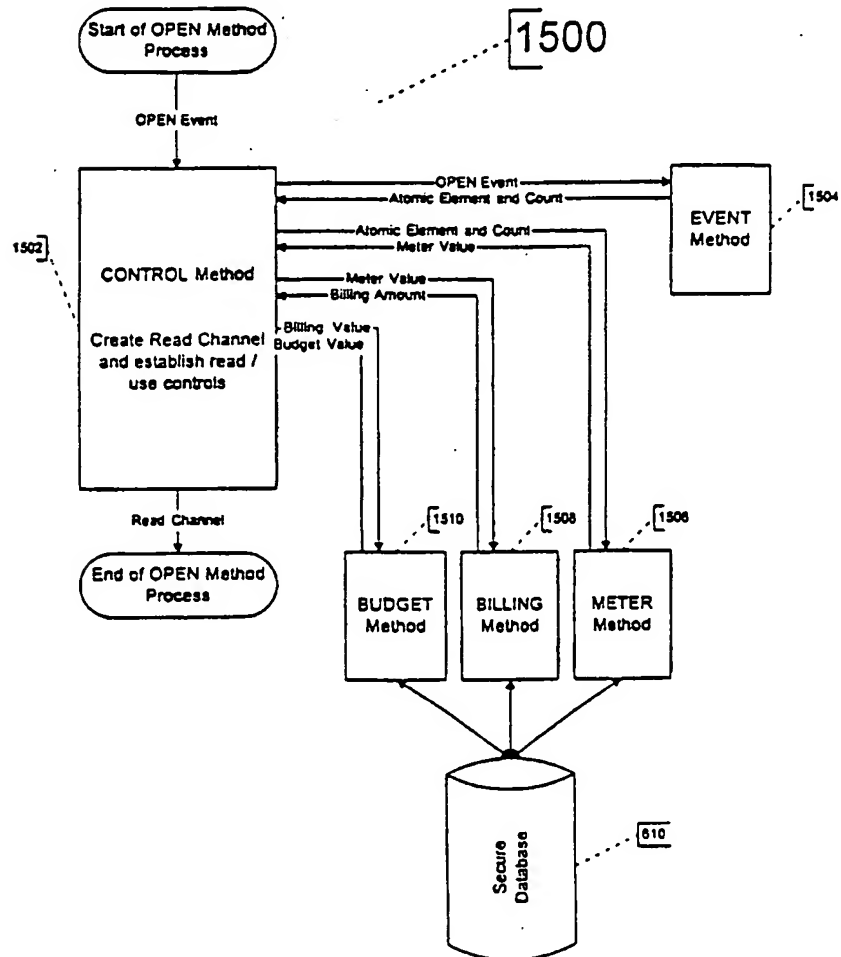 Start of OPEN Method
Process
1500
OPEN Event
OPEN Event
Atomic Element and Count
EVENT
Method
1504
Atomic Element and Count
Meter Value
1502
CONTROL Method
Meter Value
Billing Amount
Create Read Channel
and establish read /
use controls
Billing Value
Budget Value
Read Channel
1510
1508
1506
End of OPEN Method
Process
BUDGET
Method
BILLING
Method
METER
Method
Secure
Database
610